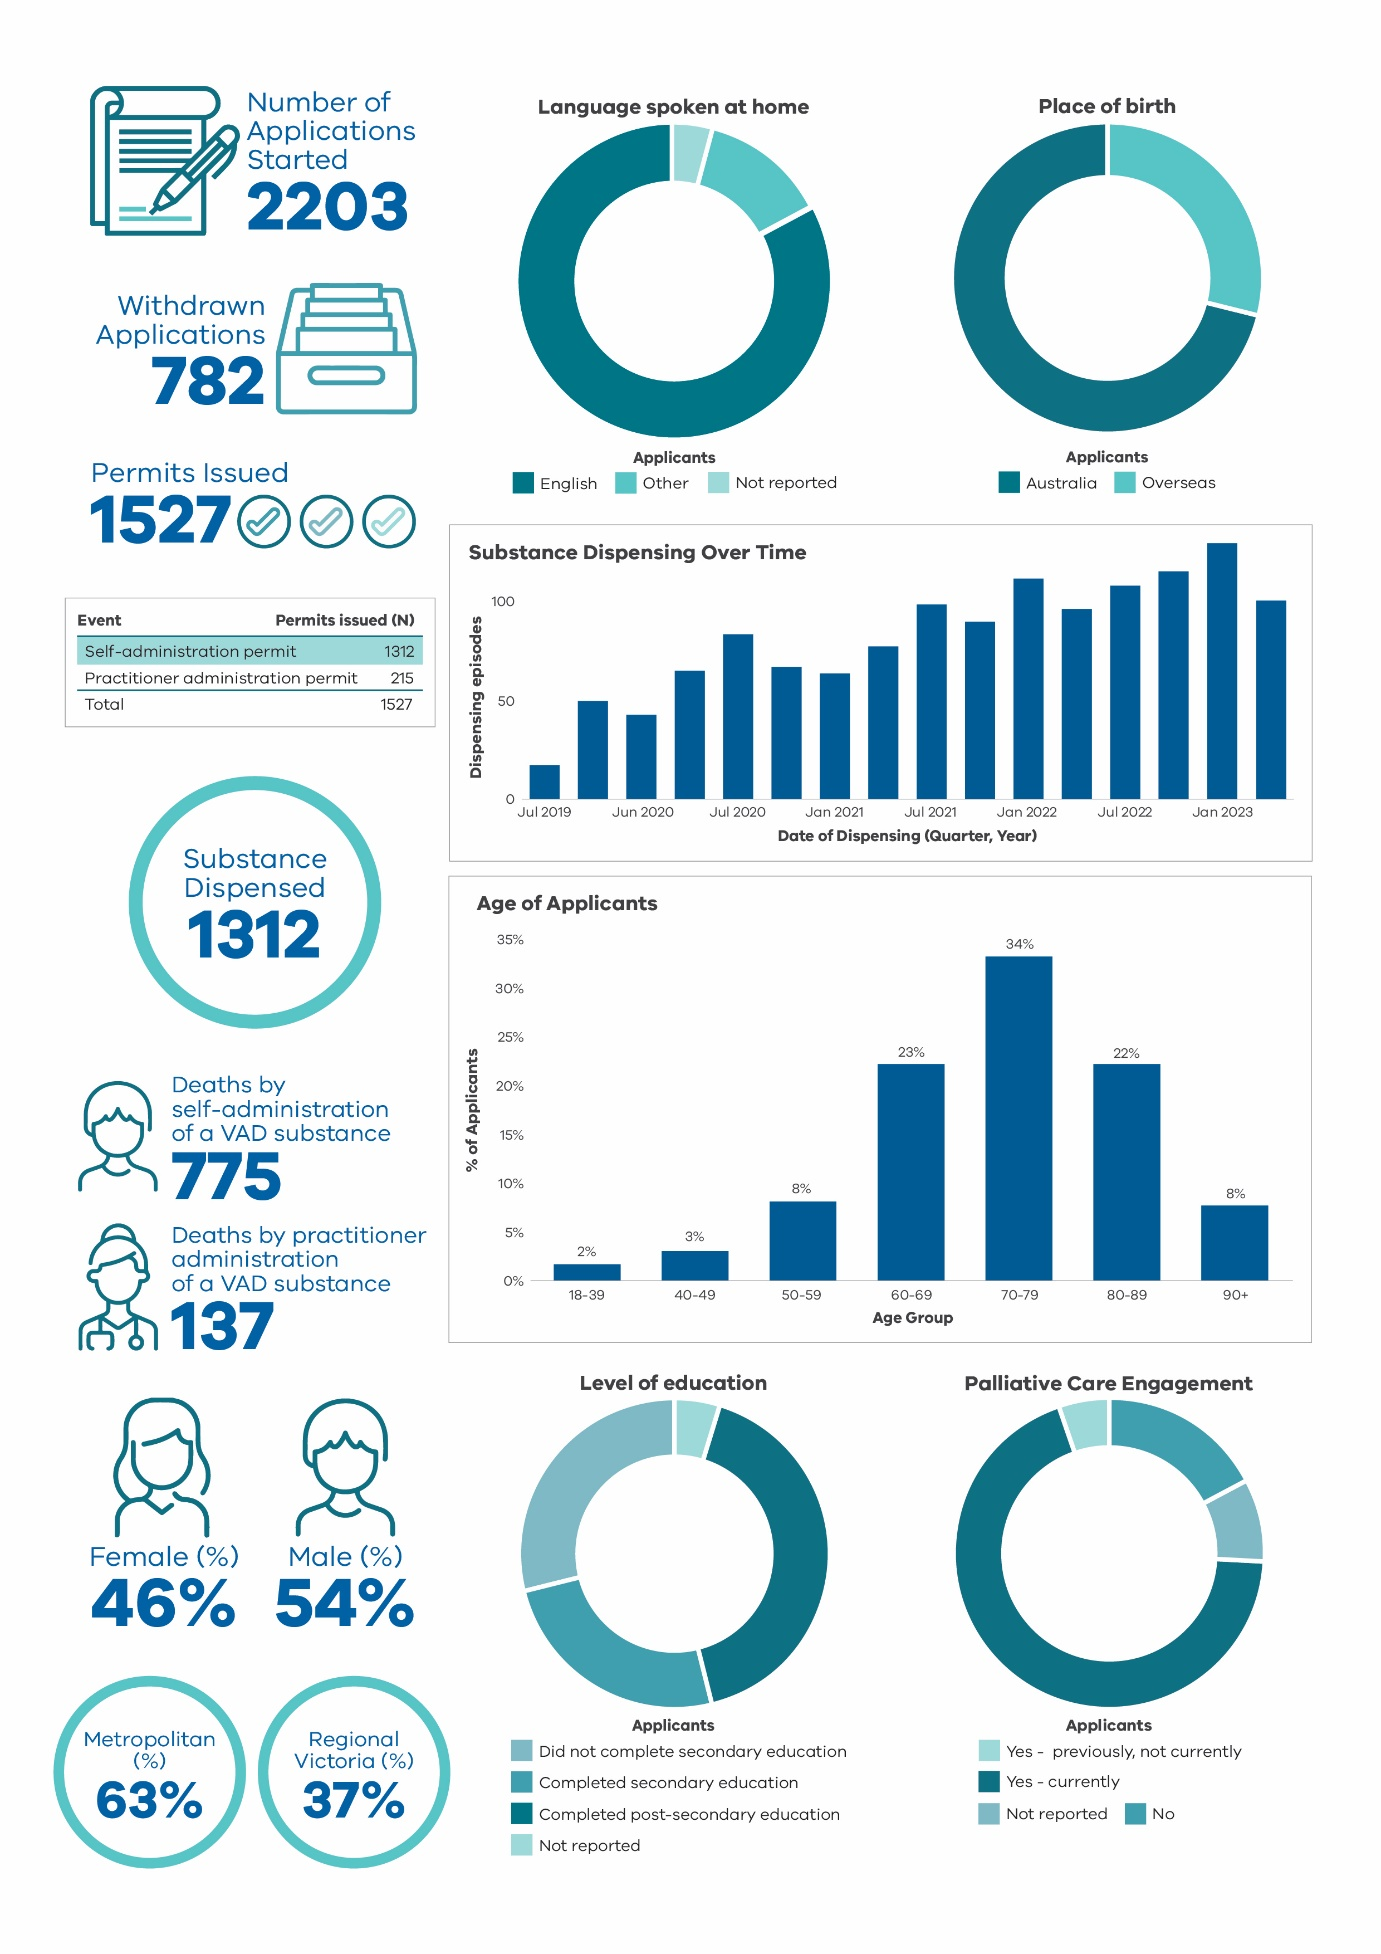 Number of
Applications
Started
2203
Withdrawn
Applications
782
Permits Issued
1527
Event Permits issued (N)
Self-administration permit 1312
Practitioner administration permit 215
Total 1527
Substance
Dispensed
1312
Deaths by
self-administration
of a VAD substance
775
Deaths by practitioner
administration
of a VAD substance
137
Female (%)
46%
Male (%)
54%
Metropolitan
(%)
63%
Regional
Victoria (%)
37%
Language spoken at home
Applicants
English Other Not reported
Place of birth
Applicants
Australia Overseas
Substance Dispensing Over Time
Dispensing episodes
100
50
0
Jul 2019 Jun 2020 Jul 2020 Jan 2021 Jul 2021 Jan 2022 Jul 2022 Jan 2023
Date of Dispensing (Quarter, Year)
Age of Applicants
% of Applicants
35%
30%
25%
20%
15%
10%
5%
0%
2% 3% 8% 23% 34% 22% 8%
18-39 40-49 50-59 60-69 70-79 80-89 90+
Age Group
Level of education
Applicants
Did not complete secondary education
Completed secondary education
Completed post-secondary education
Not reported
Palliative Care Engagement
Applicants
Yes - previously, not currently
Yes - currently
Not reported No